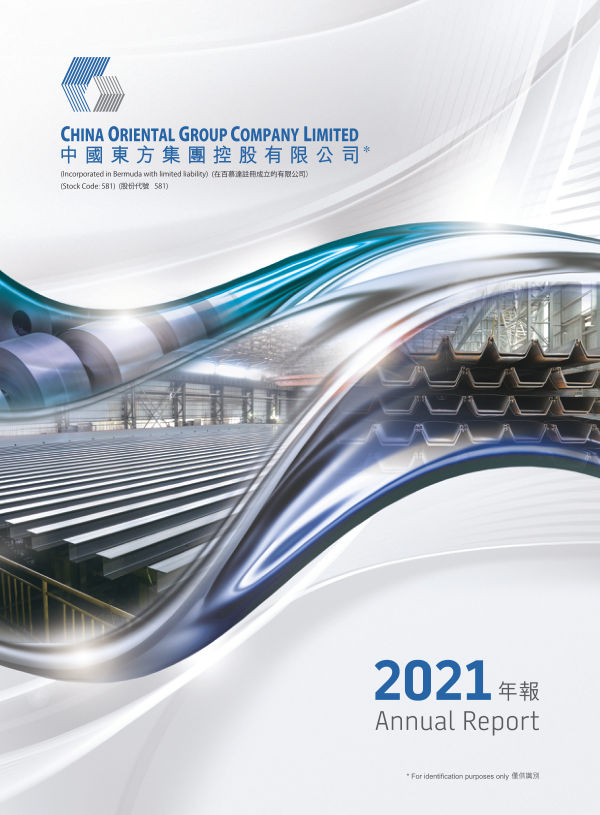 CHINA ORIENTAL GROUP COMPANY LIMITED
中國東方集團控股有限公司*
(Incorporated in Bermuda with limited liability) (在百慕達註冊成立的有限公司)
(Stock Code: 581) (股份代號 581)
2021 年報
Annual Report
* For identification purposes only 僅供識別